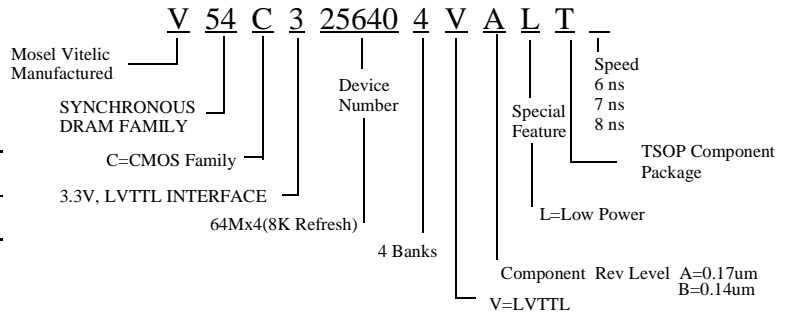 V 54 C 3 25640 4 V A L T
Mosel Vitelic
Manufactured
SYNCHRONOUS
DRAM FAMILY
C=CMOS Family
3.3V, LVTTL INTERFACE
Device
Number
64Mx4(8K Refresh)
4 Banks
Special
Feature
L=Low Power
Speed
6 ns
7 ns
8 ns
TSOP Component
Package
Component Rev Level A=0.17um
B=0.14um
V=LVTTL